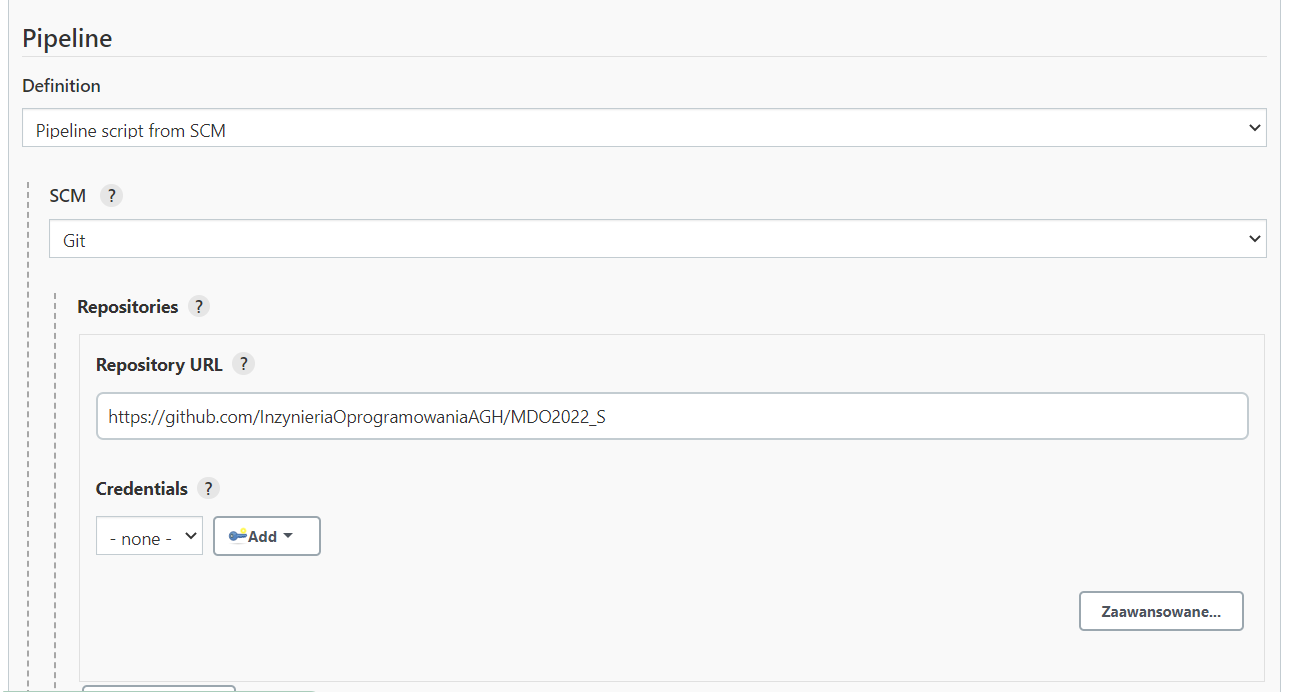 Pipeline
Definition
Pipeline script from SCM
SCM ?
Git
Repositories ?
Repository URL ?
https://github.com/InzynieriaOprogramowaniaAGH/MDO2022_S
Credentials ?
- none - Add
Zaawansowane...